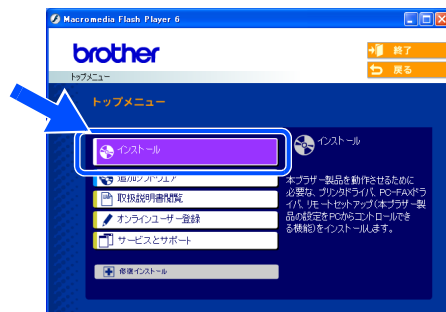 Macromedia Flash Player 6
brother
終了
戻る
トップメニュー
トップメニュー
インストール
追加ソフトウェア
取扱説明書閲覧
オンラインユーザー登録
サービスとサポート
修復インストール
インストール
本ブラザー製品を動作させるために
必要な、プリンタドライバ、PC-FAXドラ
イバ、リモートセットアップ(本ブラザー製
品の設定をPCからコントロールでき
る機能)をインストールします。